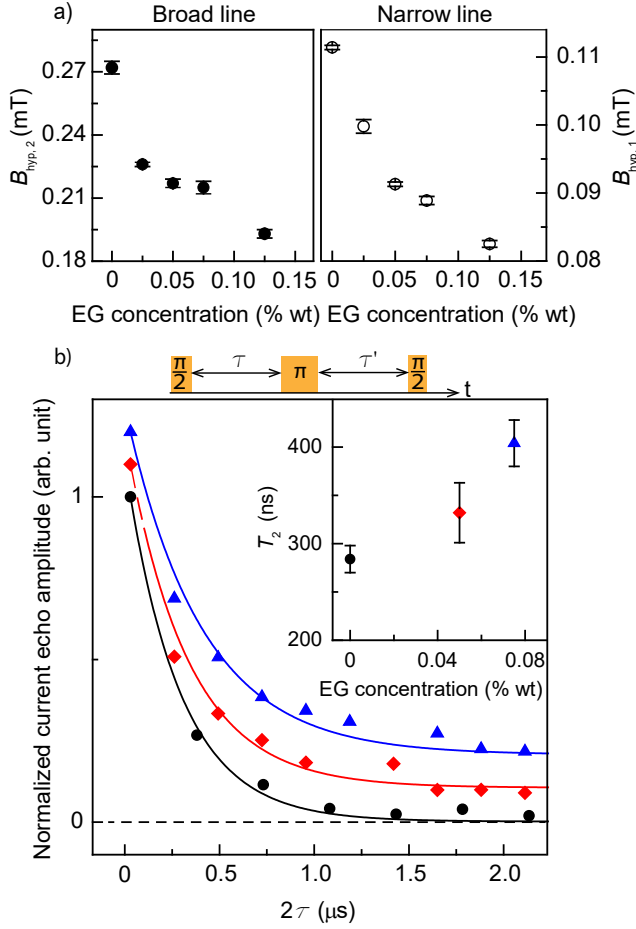 a)
Broad line
Narrow line
B_hyp, 2 (mT)
0.27
0.24
0.21
0.18
0
0.05
0.10
0.15
EG concentration (% wt)
B_hyp, 1 (mT)
0.11
0.10
0.09
0.08
0
0.05
0.10
0.15
EG concentration (% wt)
b)
π/2
τ
π
τ'
π/2
t
Normalized current echo amplitude (arb. unit)
1
0
0
0.5
1.0
1.5
2.0
2τ (μs)
T_2 (ns)
400
300
200
0
0.04
0.08
EG concentration (% wt)